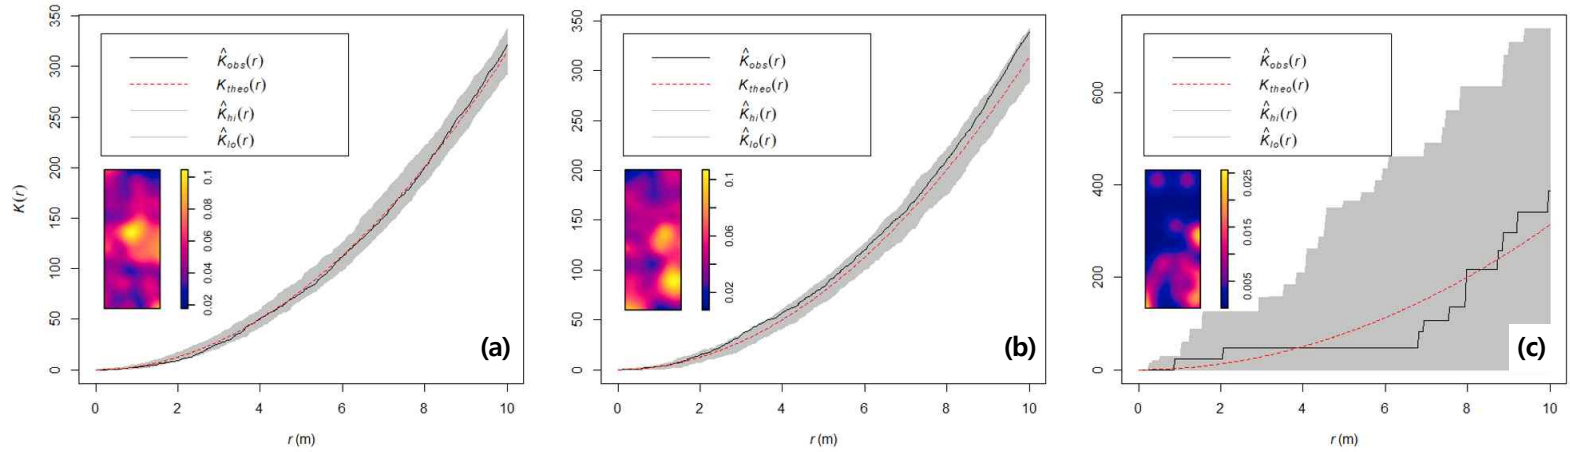 350
300
250
200
150
100
50
0
K(r)
K̂obs(r)
Ktheo(r)
K̂hi(r)
K̂lo(r)
0.1
0.08
0.06
0.04
0.02
(a)
0 2 4 6 8 10
r (m)
350
300
250
200
150
100
50
0
K̂obs(r)
Ktheo(r)
K̂hi(r)
K̂lo(r)
0.1
0.06
0.02
(b)
0 2 4 6 8 10
r (m)
600
400
200
0
K̂obs(r)
Ktheo(r)
K̂hi(r)
K̂lo(r)
0.025
0.015
0.005
(c)
0 2 4 6 8 10
r (m)